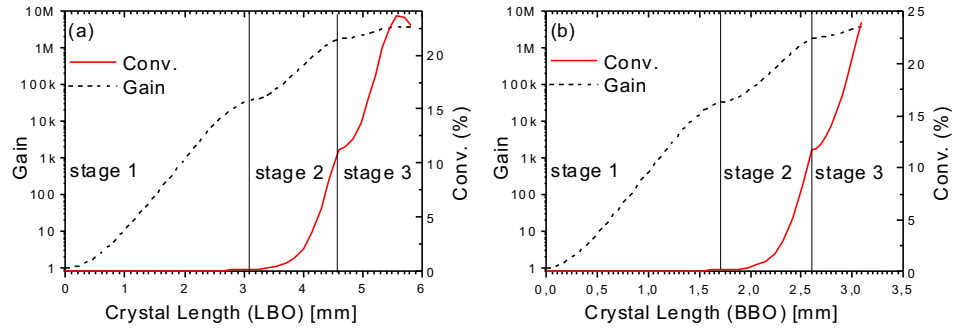 (a)
Conv.
Gain
stage 1
stage 2
stage 3
10M
1M
100k
10k
1k
100
10
1
Gain
20
15
10
5
0
Conv. (%)
0 1 2 3 4 5 6
Crystal Length (LBO) [mm]
(b)
Conv.
Gain
stage 1
stage 2
stage 3
10M
1M
100k
10k
1k
100
10
1
Gain
25
20
15
10
5
0
Conv. (%)
0,0 0,5 1,0 1,5 2,0 2,5 3,0 3,5
Crystal Length (BBO) [mm]